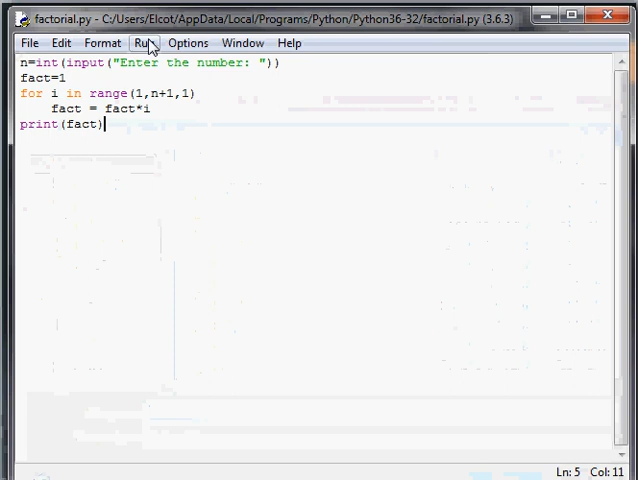 factorial.py - C:/Users/Elcot/AppData/Local/Programs/Python/Python36-32/factorial.py (3.6.3)
File Edit Format Run Options Window Help
n=int(input("Enter the number: "))
fact=1
for i in range(1,n+1,1)
    fact = fact*i
print(fact)
Ln: 5 Col: 11